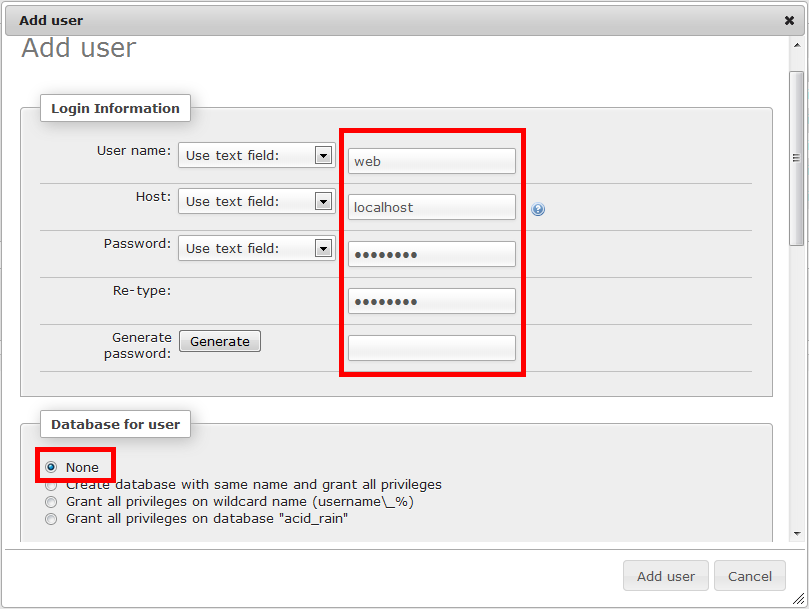 Add user
Add user
Login Information
User name: Use text field: web
Host: Use text field: localhost
Password: Use text field: ••••••••
Re-type: ••••••••
Generate password: Generate
Database for user
None
Create database with same name and grant all privileges
Grant all privileges on wildcard name (username\_%)
Grant all privileges on database "acid_rain"
Add user Cancel